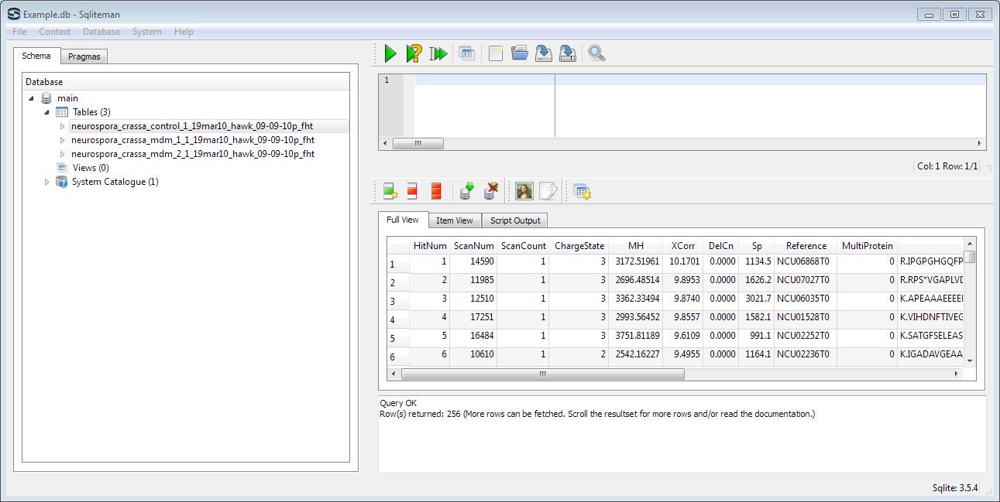 Example.db - Sqliteman
File Context Database System Help
Schema Pragmas
Database
main
Tables (3)
neurospora_crassa_control_1_19mar10_hawk_09-09-10p_fht
neurospora_crassa_mdm_1_1_19mar10_hawk_09-09-10p_fht
neurospora_crassa_mdm_2_1_19mar10_hawk_09-09-10p_fht
Views (0)
System Catalogue (1)
1
Col: 1 Row: 1/1
Full View Item View Script Output
HitNum ScanNum ScanCount ChargeState MH XCorr DelCn Sp Reference MultiProtein
1 1 14590 1 3 3172.51961 10.1701 0.0000 1134.5 NCU06868T0 0 R.IPGPGHGQFP
2 2 11985 1 3 2696.48514 9.8953 0.0000 1626.2 NCU07027T0 0 R.RPS*VGAPLVD
3 3 12510 1 3 3362.33494 9.8740 0.0000 3021.7 NCU06035T0 0 K.APEAAAEEEEI
4 4 17251 1 3 2993.56452 9.8557 0.0000 1582.1 NCU01528T0 0 K.VIHDNFTIVEG
5 5 16484 1 3 3751.81189 9.6109 0.0000 991.1 NCU02252T0 0 K.SATGFSELEAS
6 6 10610 1 2 2542.16227 9.4955 0.0000 1164.1 NCU02236T0 0 K.IGADAVGEAA
Query OK
Row(s) returned: 256 (More rows can be fetched. Scroll the resultset for more rows and/or read the documentation.)
Sqlite: 3.5.4